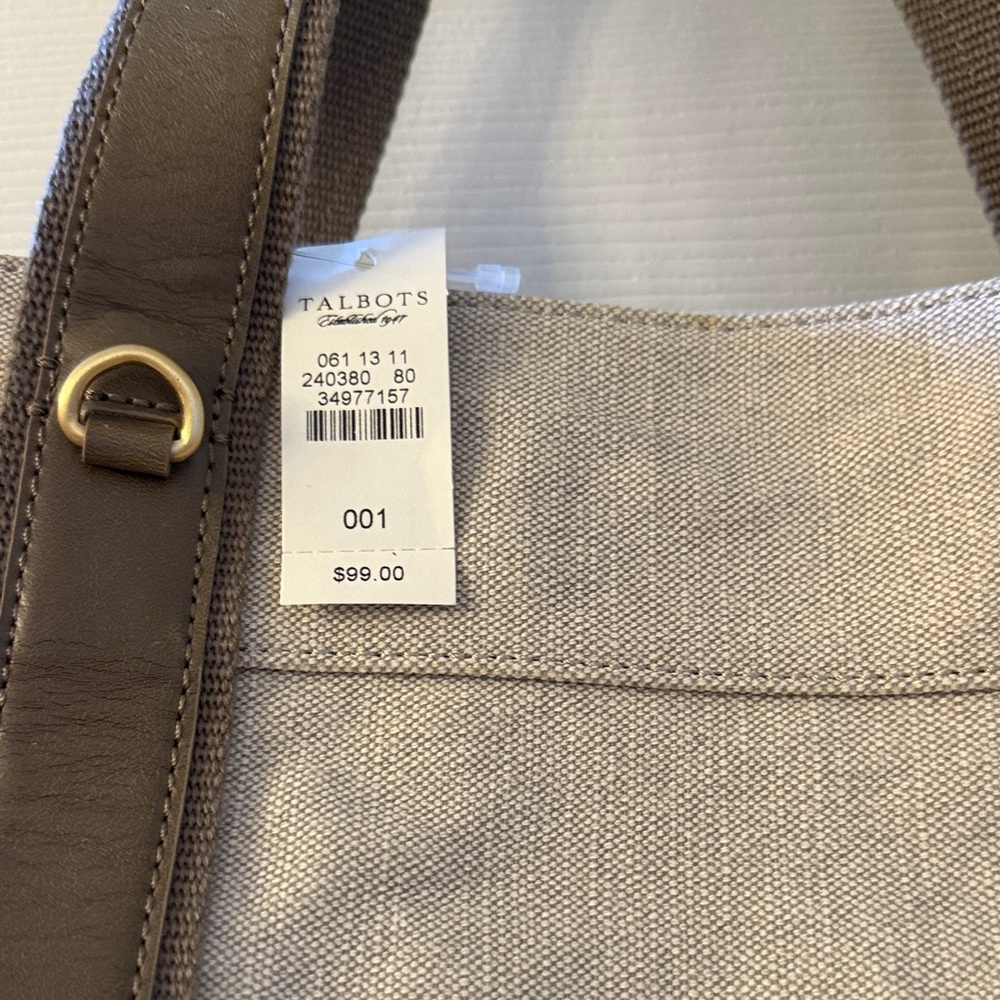 TALBOTS
Established 1947
061 13 11
240380 80
34977157
001
$99.00